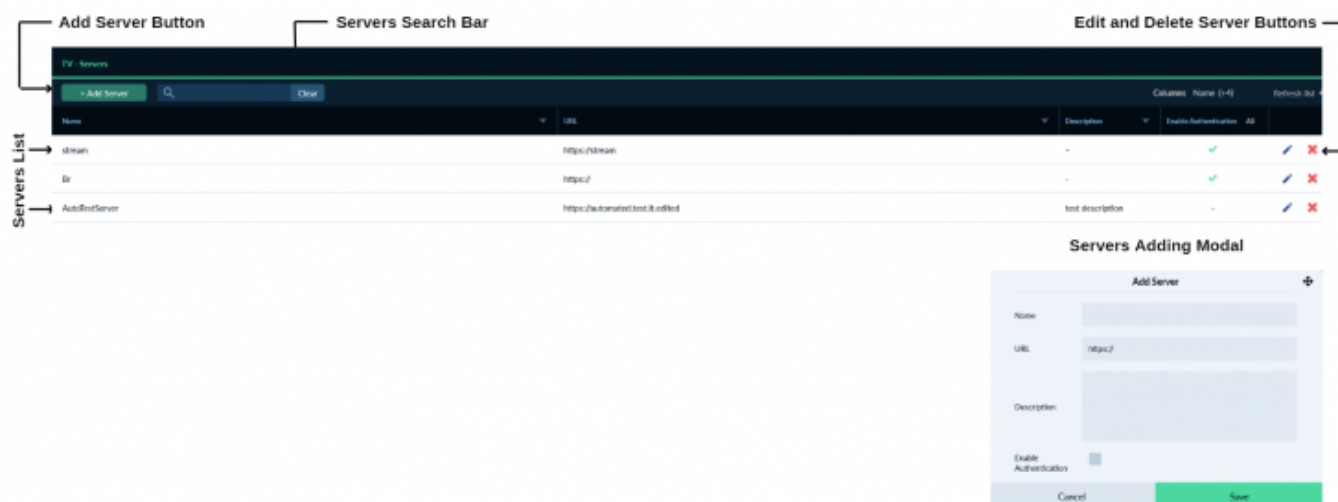 Add Server Button
Servers Search Bar
Edit and Delete Server Buttons
TV - Servers
+ Add Server
Clear
Columns Name (+4)
Refresh list
Name
URL
Description
Enable Authentication All
Servers List
stream https://stream -
Br https:// -
AutoTestServer https://automated.test.lt.edited test description -
Servers Adding Modal
Add Server
Name
URL https://
Description
Enable
Authentication
Cancel
Save